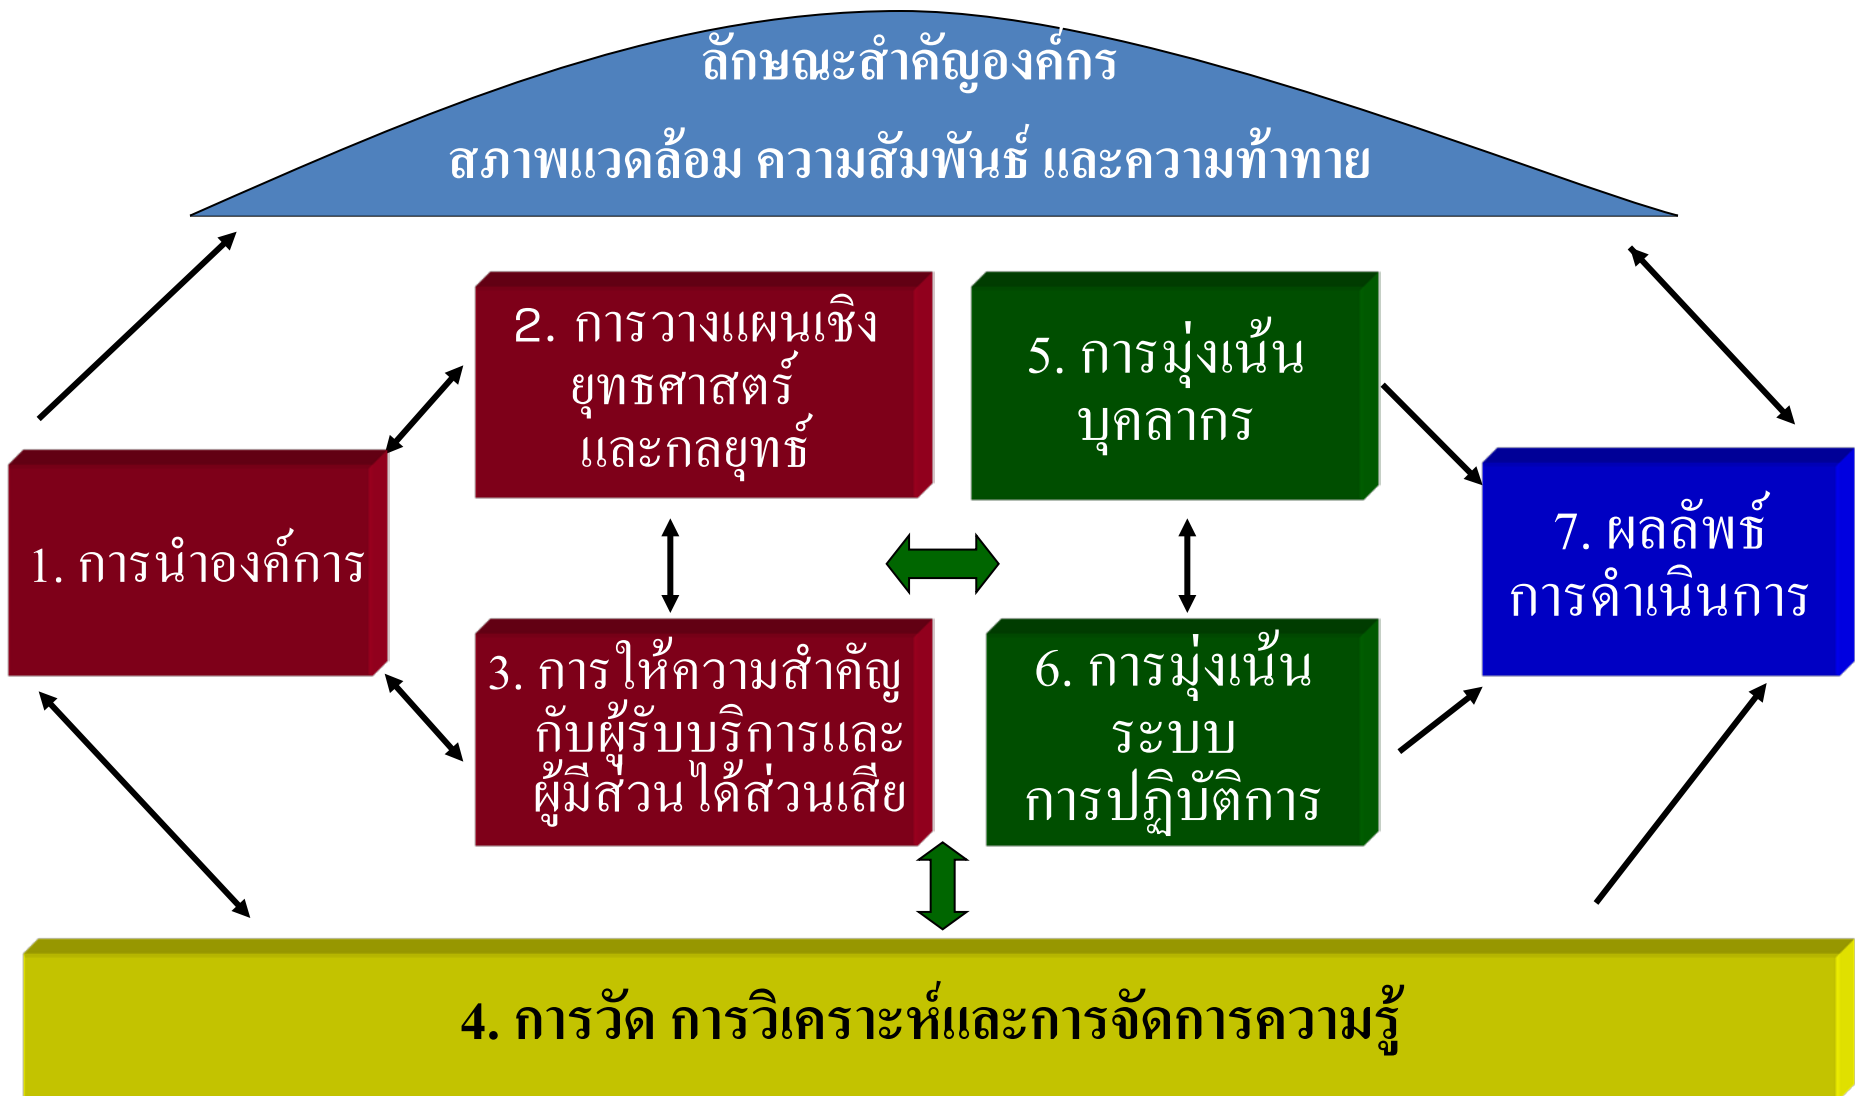 ลักษณะสำคัญองค์กร
สภาพแวดล้อม ความสัมพันธ์ และความท้าทาย
2. การวางแผนเชิง
ยุทธศาสตร์
และกลยุทธ์
5. การมุ่งเน้น
บุคลากร
1. การนำองค์การ
7. ผลลัพธ์
การดำเนินการ
3. การให้ความสำคัญ
กับผู้รับบริการและ
ผู้มีส่วนได้ส่วนเสีย
6. การมุ่งเน้น
ระบบ
การปฏิบัติการ
4. การวัด การวิเคราะห์และการจัดการความรู้